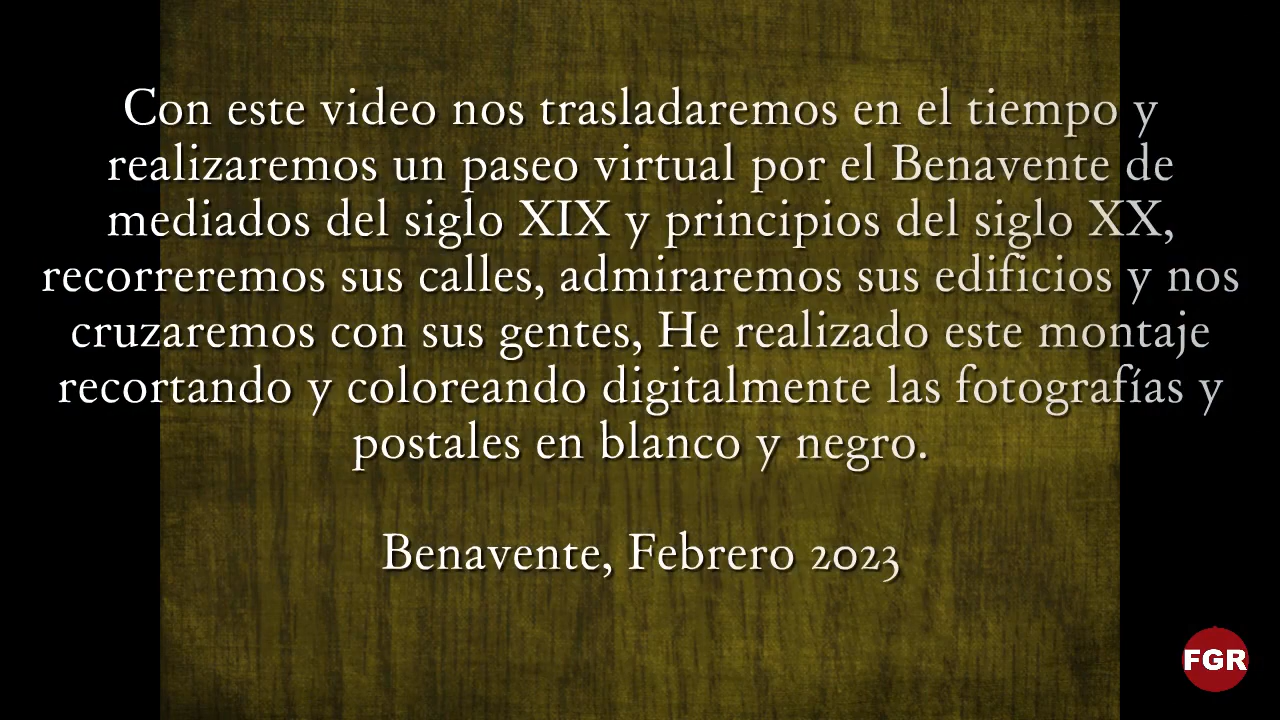 Con este video nos trasladaremos en el tiempo y
realizaremos un paseo virtual por el Benavente de
mediados del siglo XIX y principios del siglo XX,
recorreremos sus calles, admiraremos sus edificios y nos
cruzaremos con sus gentes, He realizado este montaje
recortando y coloreando digitalmente las fotografías y
postales en blanco y negro.
Benavente, Febrero 2023
FGR